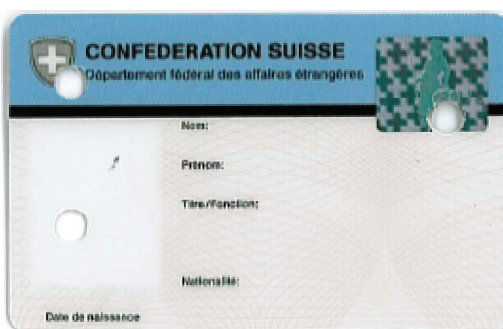 CONFEDERATION SUISSE
Département fédéral des affaires étrangères
Nom:
Prénom:
Titre/Fonction:
Nationalité:
Date de naissance